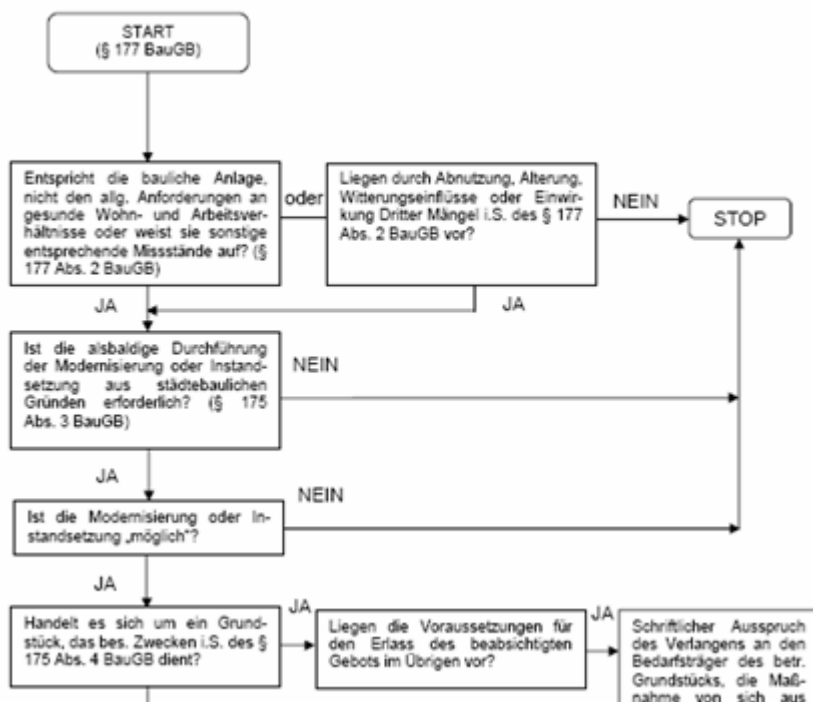 START
(§ 177 BauGB)
Entspricht die bauliche Anlage,
nicht den allg. Anforderungen an
gesunde Wohn- und Arbeitsver-
hältnisse oder weist sie sonstige
entsprechende Missstände auf? (§
177 Abs. 2 BauGB)
oder
Liegen durch Abnutzung, Alterung,
Witterungseinflüsse oder Einwir-
kung Dritter Mängel i.S. des § 177
Abs. 2 BauGB vor?
NEIN
STOP
JA
JA
Ist die alsbaldige Durchführung
der Modernisierung oder Instand-
setzung aus städtebaulichen
Gründen erforderlich? (§ 175
Abs. 3 BauGB)
NEIN
JA
NEIN
Ist die Modernisierung oder In-
standsetzung „möglich"?
JA
Handelt es sich um ein Grund-
stück, das bes. Zwecken i.S. des §
175 Abs. 4 BauGB dient?
JA
Liegen die Voraussetzungen für
den Erlass des beabsichtigten
Gebots im Übrigen vor?
JA
Schriftlicher Ausspruch
des Verlangens an den
Bedarfsträger des betr.
Grundstücks, die Maß-
nahme von sich aus